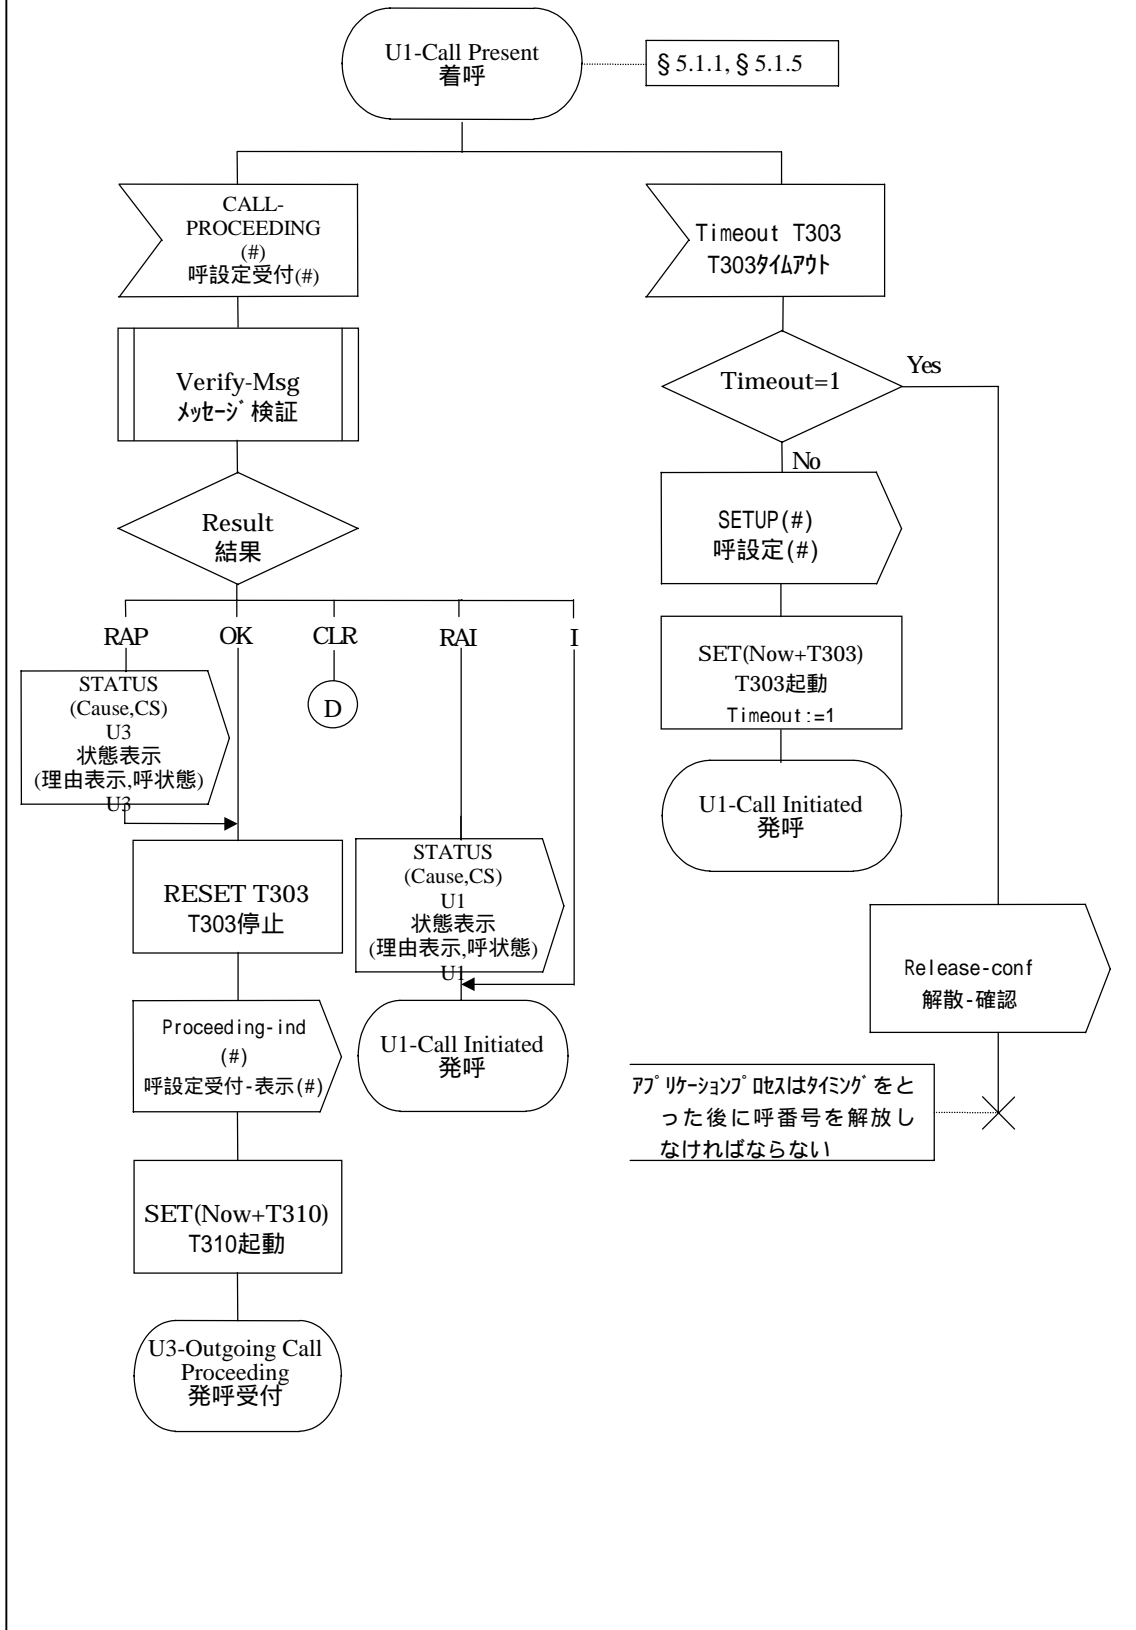 U1-Call Present
着呼
§ 5.1.1, § 5.1.5
CALL-
PROCEEDING
(#)
呼設定受付(#)
Verify-Msg
ﾒｯｾｰｼﾞ検証
Result
結果
RAP
OK
CLR
RAI
I
STATUS
(Cause,CS)
U3
状態表示
(理由表示,呼状態)
U3
D
RESET T303
T303停止
STATUS
(Cause,CS)
U1
状態表示
(理由表示,呼状態)
U1
Proceeding-ind
(#)
呼設定受付-表示(#)
U1-Call Initiated
発呼
SET(Now+T310)
T310起動
U3-Outgoing Call
Proceeding
発呼受付
Timeout T303
T303ﾀｲﾑｱｳﾄ
Timeout=1
Yes
No
SETUP(#)
呼設定(#)
SET(Now+T303)
T303起動
Timeout:=1
U1-Call Initiated
発呼
Release-conf
解散-確認
ｱﾌﾟﾘｹｰｼｮﾝﾌﾟﾛｾｽはﾀｲﾐﾝｸﾞをと
った後に呼番号を解放し
なければならない